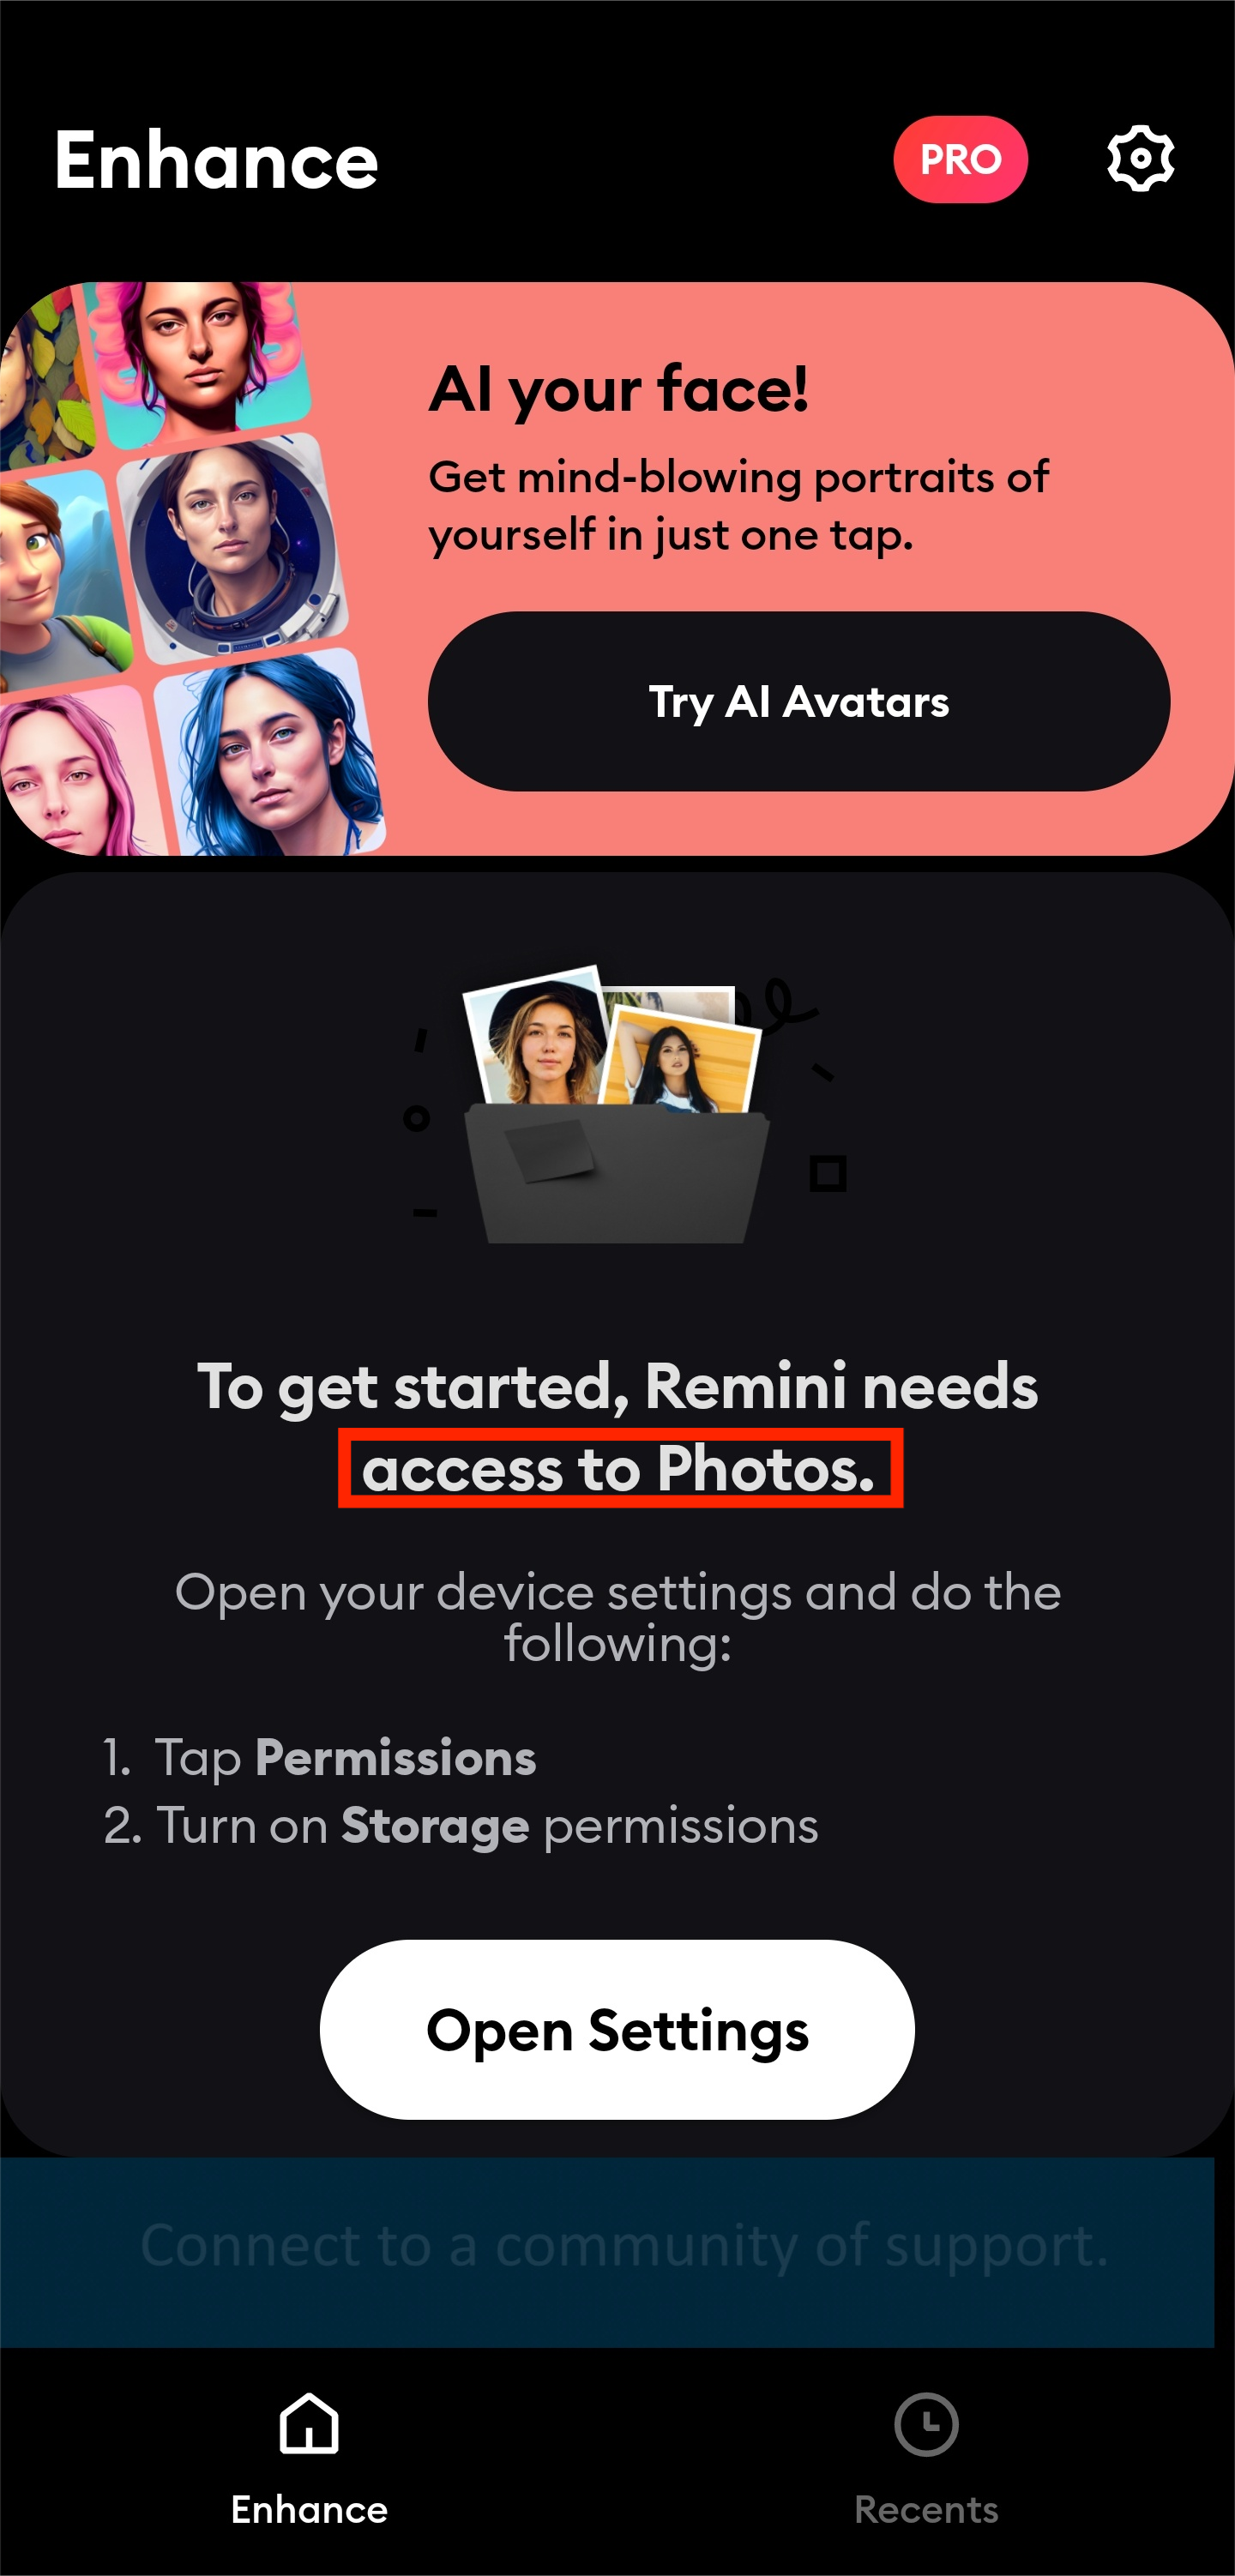 Enhance
PRO
AI your face!
Get mind-blowing portraits of
yourself in just one tap.
Try AI Avatars
To get started, Remini needs
access to Photos.
Open your device settings and do the
following:
1. Tap Permissions
2. Turn on Storage permissions
Open Settings
Connect to a community of support.
Enhance
Recents